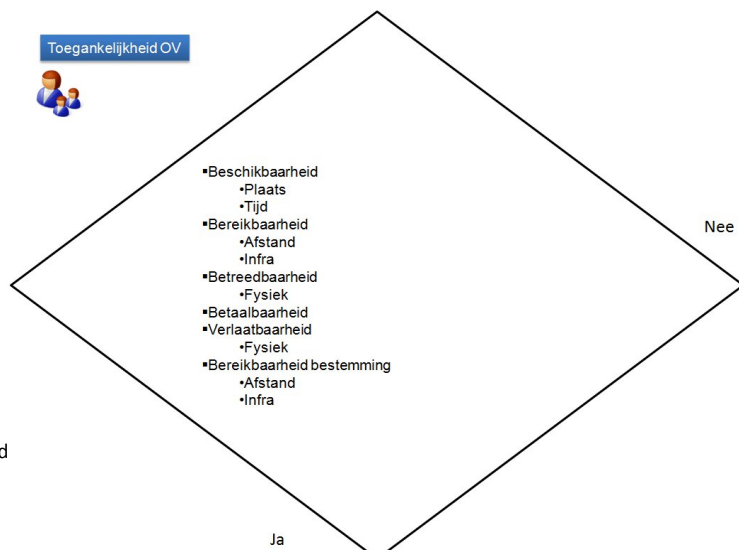 Toegankelijkheid OV
▪Beschikbaarheid
•Plaats
•Tijd
▪Bereikbaarheid
•Afstand
•Infra
▪Betreedbaarheid
•Fysiek
▪Betaalbaarheid
▪Verlaatbaarheid
•Fysiek
▪Bereikbaarheid bestemming
•Afstand
•Infra
Nee
Ja